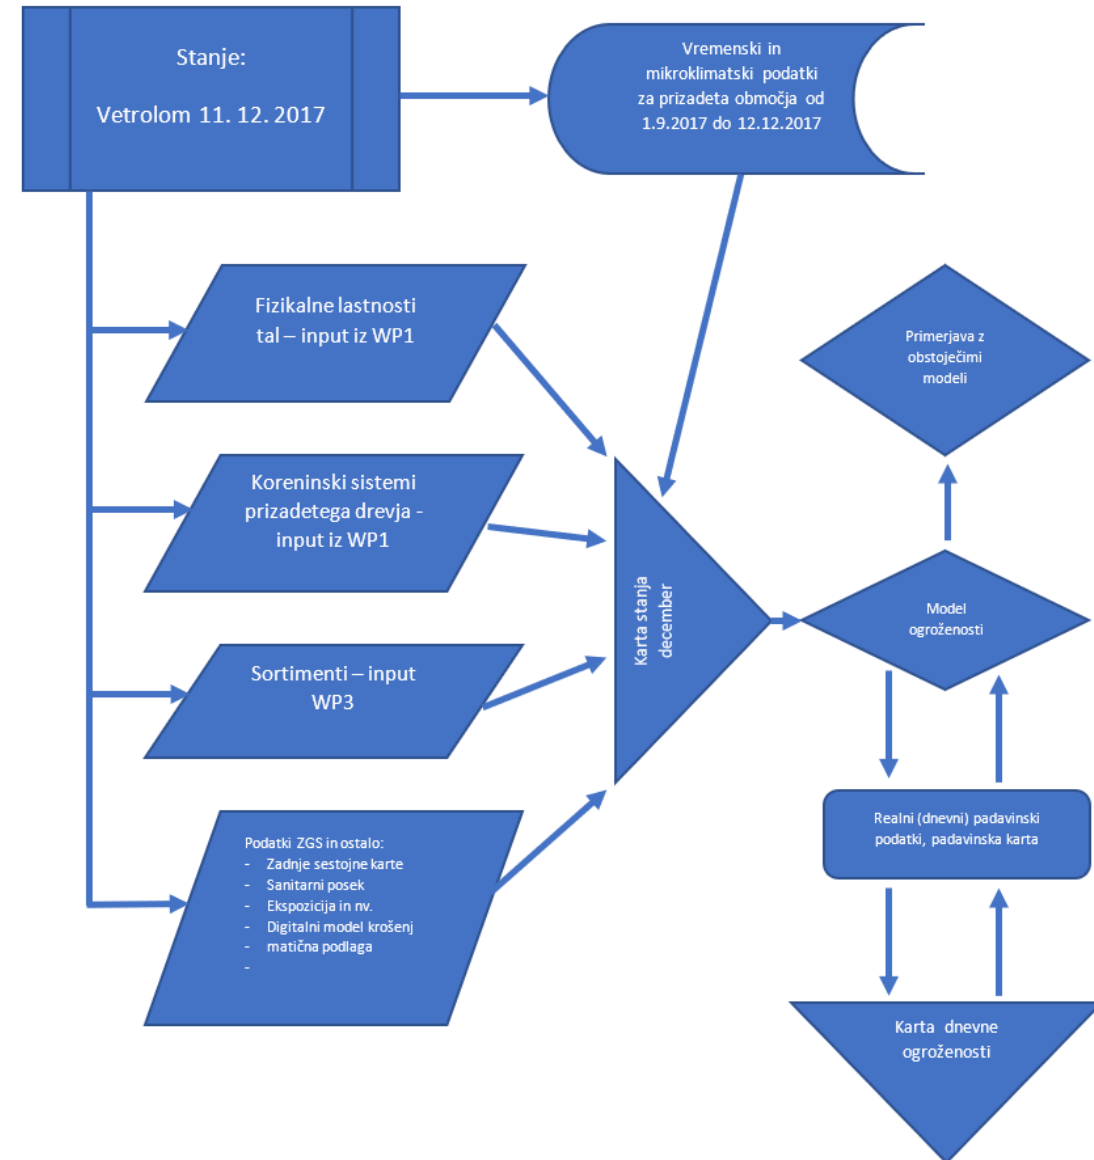 Stanje:
Vetrolom 11. 12. 2017
Vremenski in
mikroklimatski podatki
za prizadeta območja od
1.9.2017 do 12.12.2017
Fizikalne lastnosti
tal – input iz WP1
Koreninski sistemi
prizadetega drevja -
input iz WP1
Sortimenti – input
WP3
Podatki ZGS in ostalo:
- Zadnje sestojne karte
- Sanitarni posek
- Ekspozicija in nv.
- Digitalni model krošenj
- matična podlaga
-
Karta stanja
december
Primerjava z
obstoječimi
modeli
Model
ogroženosti
Realni (dnevni) padavinski
podatki, padavinska karta
Karta dnevne
ogroženosti